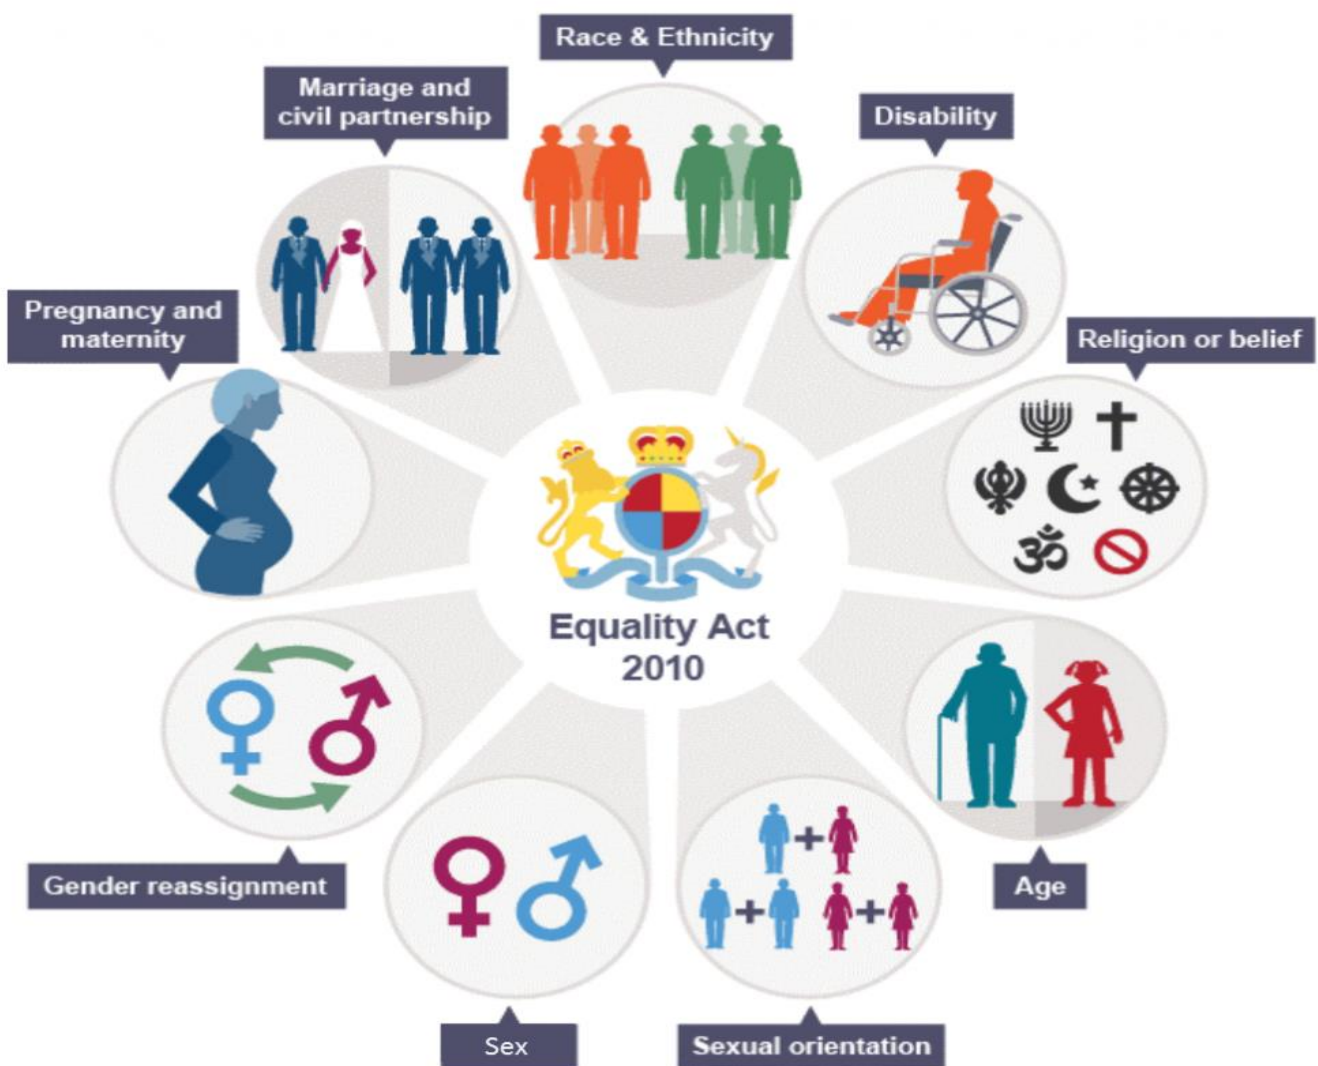 Race & Ethnicity
Marriage and
civil partnership
Disability
Pregnancy and
maternity
Religion or belief
Equality Act
2010
Gender reassignment
Age
Sex
Sexual orientation